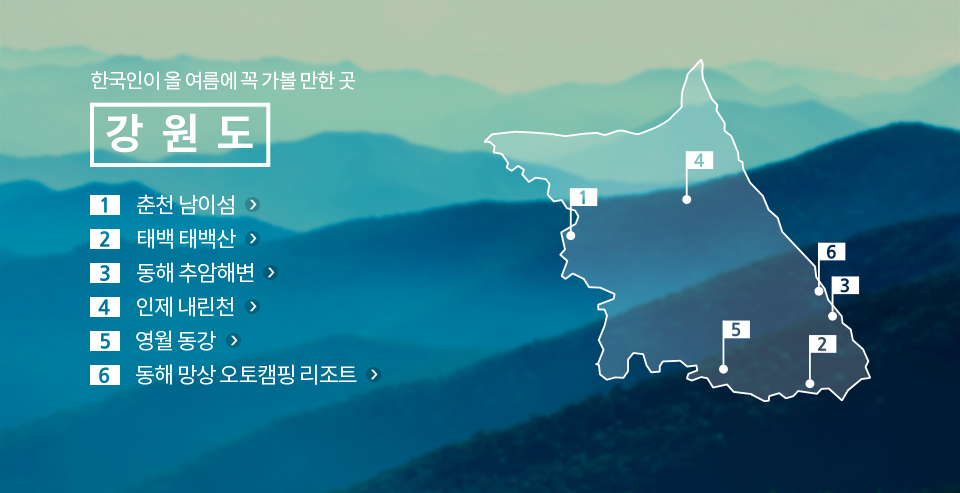 한국인이 올 여름에 꼭 가볼 만한 곳
강 원 도
1 춘천 남이섬
2 태백 태백산
3 동해 추암해변
4 인제 내린천
5 영월 동강
6 동해 망상 오토캠핑 리조트
4
1
6
3
5
2